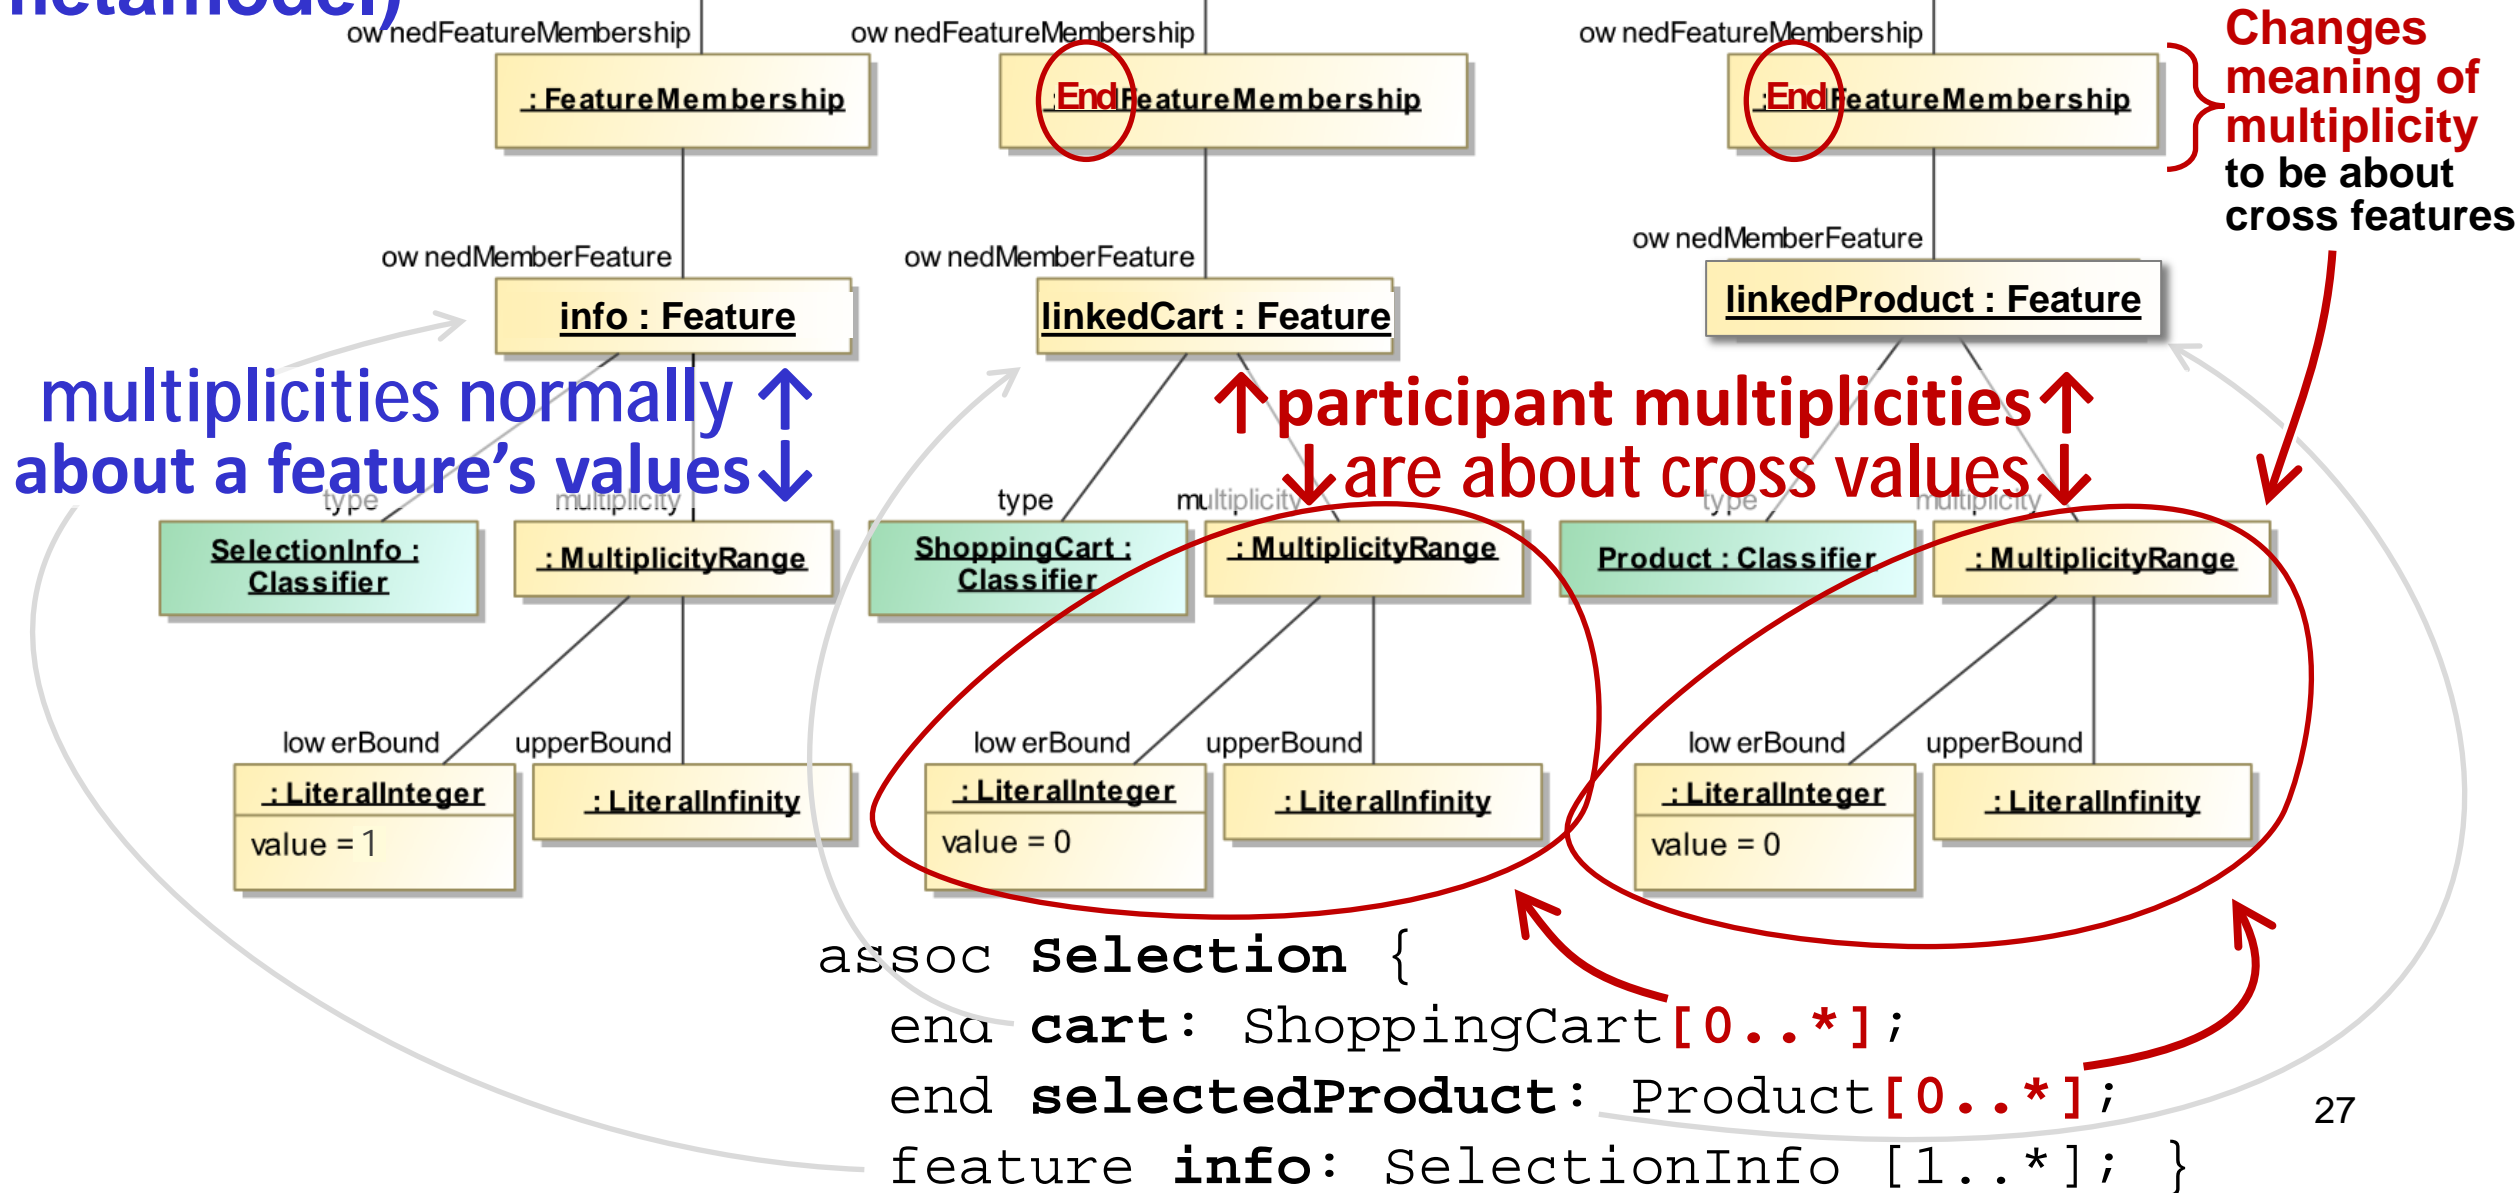 netamodel)
ownedFeatureMembership
ownedFeatureMembership
ownedFeatureMembership
: FeatureMembership
:EndFeatureMembership
:EndFeatureMembership
Changes
meaning of
multiplicity
to be about
cross features
ownedMemberFeature
ownedMemberFeature
ownedMemberFeature
info : Feature
linkedCart : Feature
linkedProduct : Feature
multiplicities normally ↑
about a feature's values↓
↑participant multiplicities↑
↓are about cross values↓
type
multiplicity
type
multiplicity
type
multiplicity
SelectionInfo :
Classifier
: MultiplicityRange
ShoppingCart :
Classifier
: MultiplicityRange
Product : Classifier
: MultiplicityRange
lowerBound
upperBound
lowerBound
upperBound
lowerBound
upperBound
: LiteralInteger
value = 1
: LiteralInfinity
: LiteralInteger
value = 0
: LiteralInfinity
: LiteralInteger
value = 0
: LiteralInfinity
assoc Selection {
end cart: ShoppingCart[0..*];
end selectedProduct: Product[0..*];
feature info: SelectionInfo [1..*]; }
27